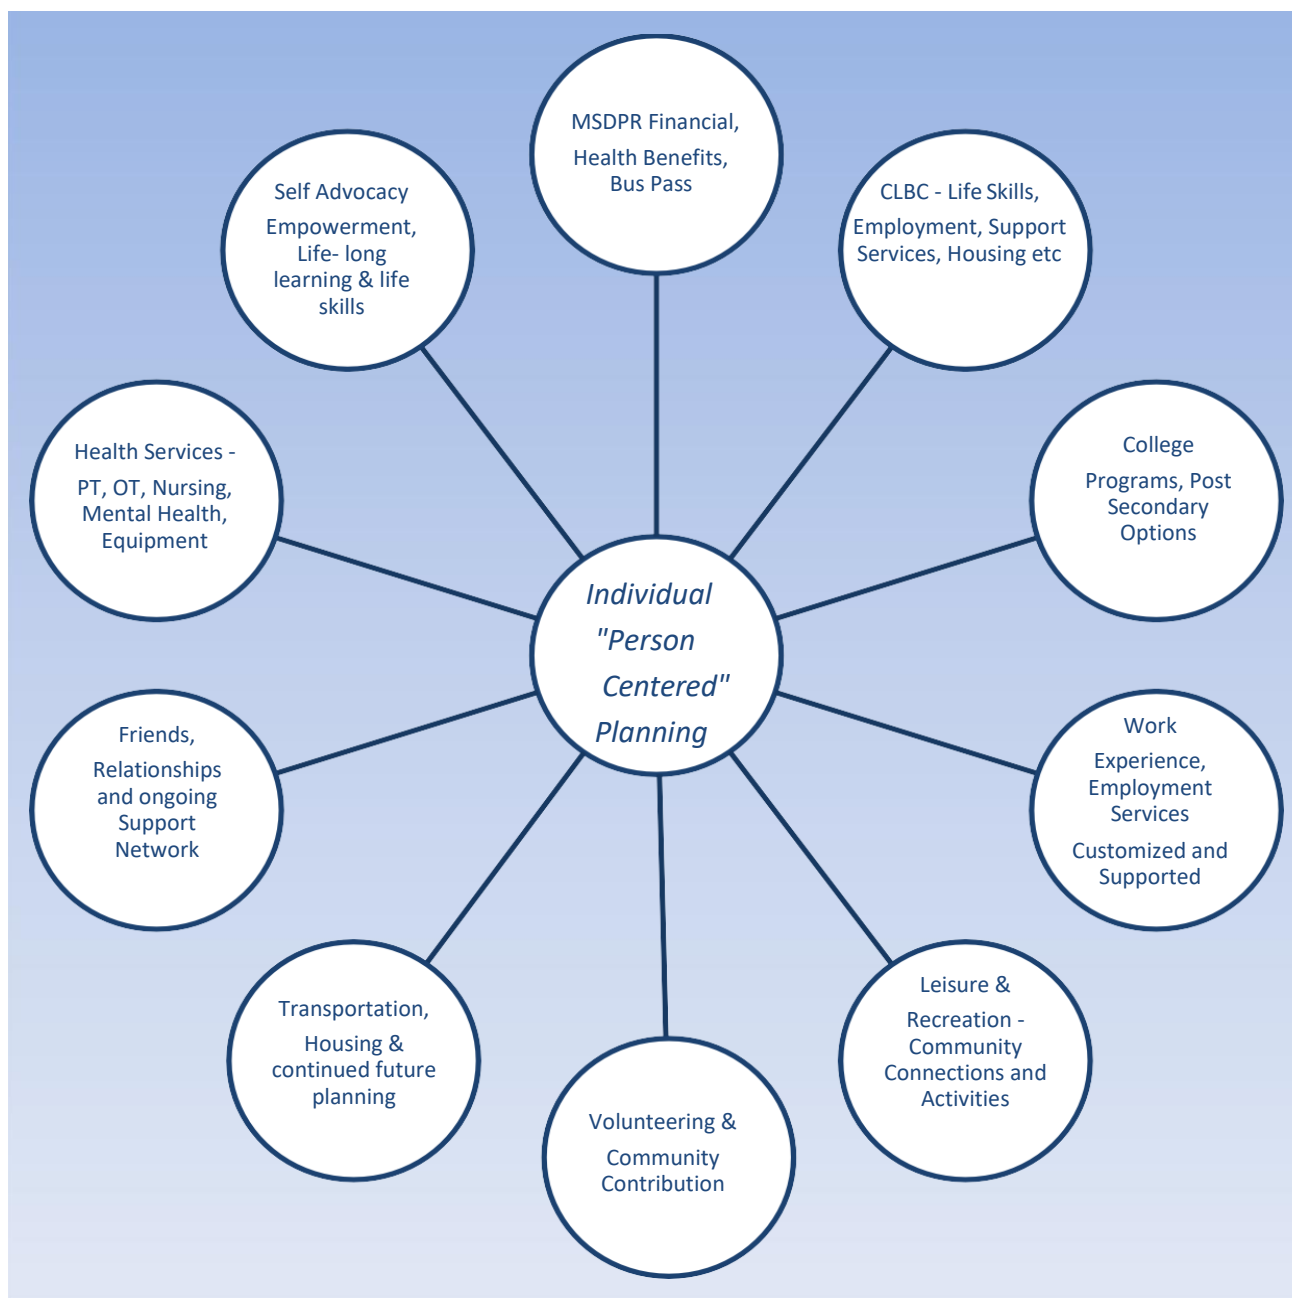 MSDPR Financial,
Health Benefits,
Bus Pass
CLBC - Life Skills,
Employment, Support
Services, Housing etc
College
Programs, Post
Secondary
Options
Work
Experience,
Employment
Services
Customized and
Supported
Leisure &
Recreation -
Community
Connections and
Activities
Volunteering &
Community
Contribution
Transportation,
Housing &
continued future
planning
Friends,
Relationships
and ongoing
Support
Network
Health Services -
PT, OT, Nursing,
Mental Health,
Equipment
Self Advocacy
Empowerment,
Life- long
learning & life
skills
Individual
"Person
Centered"
Planning